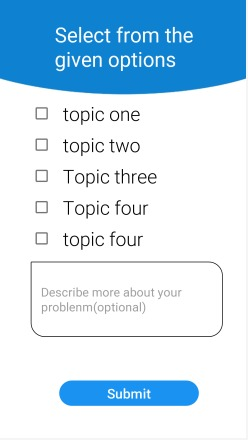 Select from the
given options
topic one
topic two
Topic three
Topic four
topic four
Describe more about your
problenm(optional)
Submit